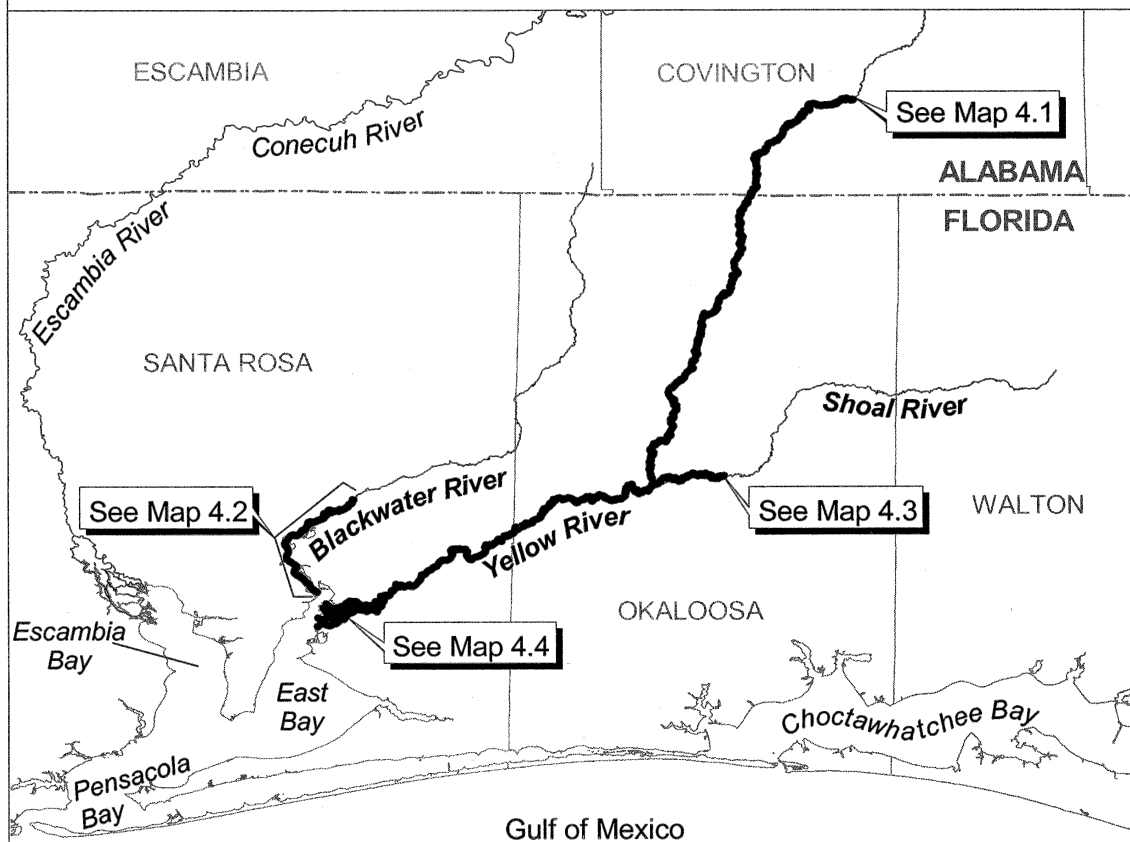 ESCAMBIA
COVINGTON
See Map 4.1
Conecuh River
ALABAMA
FLORIDA
Escambia River
SANTA ROSA
Shoal River
See Map 4.2
Blackwater River
See Map 4.3
WALTON
Yellow River
OKALOOSA
Escambia
Bay
See Map 4.4
East
Bay
Choctawhatchee Bay
Pensacola
Bay
Gulf of Mexico